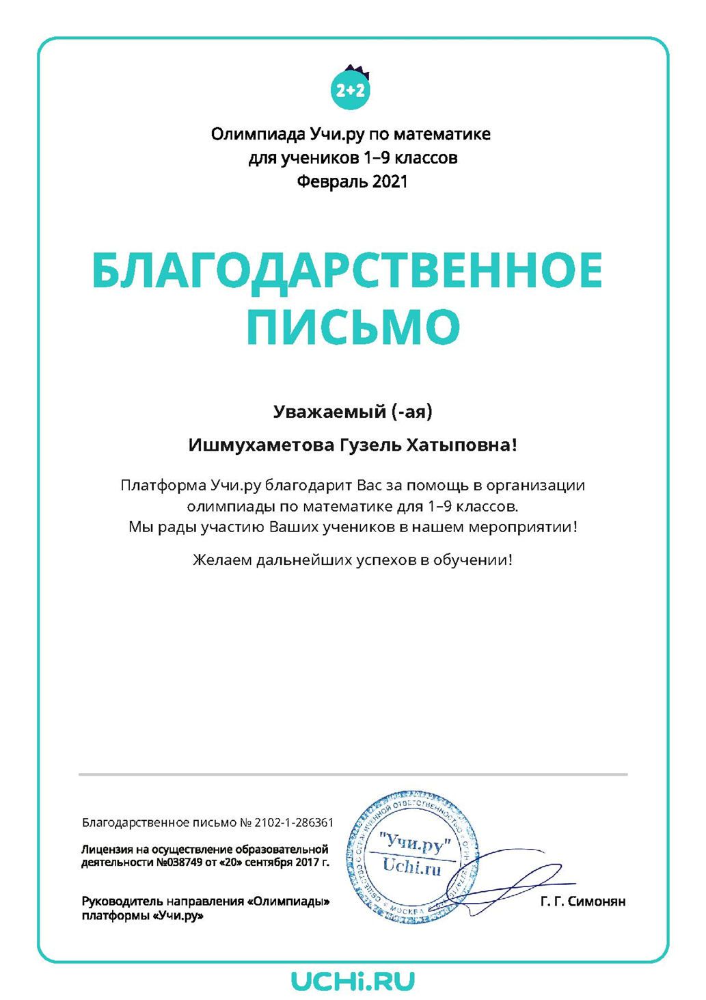 2+2
Олимпиада Учи.ру по математике
для учеников 1–9 классов
Февраль 2021
БЛАГОДАРСТВЕННОЕ
ПИСЬМО
Уважаемый (-ая)
Ишмухаметова Гузель Хатыповна!
Платформа Учи.ру благодарит Вас за помощь в организации
олимпиады по математике для 1–9 классов.
Мы рады участию Ваших учеников в нашем мероприятии!
Желаем дальнейших успехов в обучении!
Благодарственное письмо № 2102-1-286361
Лицензия на осуществление образовательной
деятельности №038749 от «20» сентября 2017 г.
Руководитель направления «Олимпиады»
платформы «Учи.ру»
ОБЩЕСТВО С ОГРАНИЧЕННОЙ ОТВЕТСТВЕННОСТЬЮ
"Учи.ру"
Uchi.ru
МОСКВА
Г. Г. Симонян
UCHi.RU